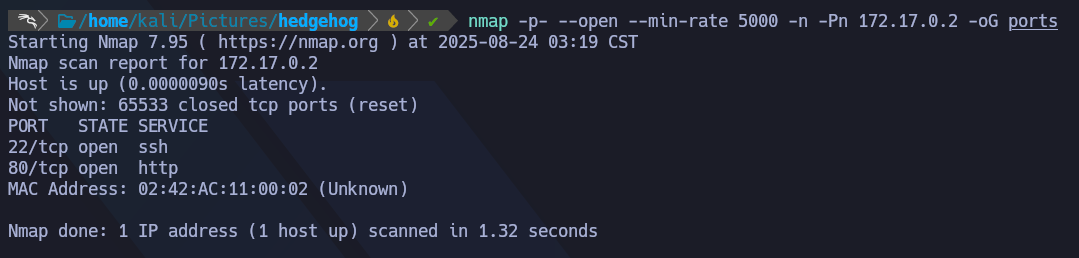 /home/kali/Pictures/hedgehog ✔ nmap -p- --open --min-rate 5000 -n -Pn 172.17.0.2 -oG ports
Starting Nmap 7.95 ( https://nmap.org ) at 2025-08-24 03:19 CST
Nmap scan report for 172.17.0.2
Host is up (0.0000090s latency).
Not shown: 65533 closed tcp ports (reset)
PORT   STATE SERVICE
22/tcp open  ssh
80/tcp open  http
MAC Address: 02:42:AC:11:00:02 (Unknown)
Nmap done: 1 IP address (1 host up) scanned in 1.32 seconds